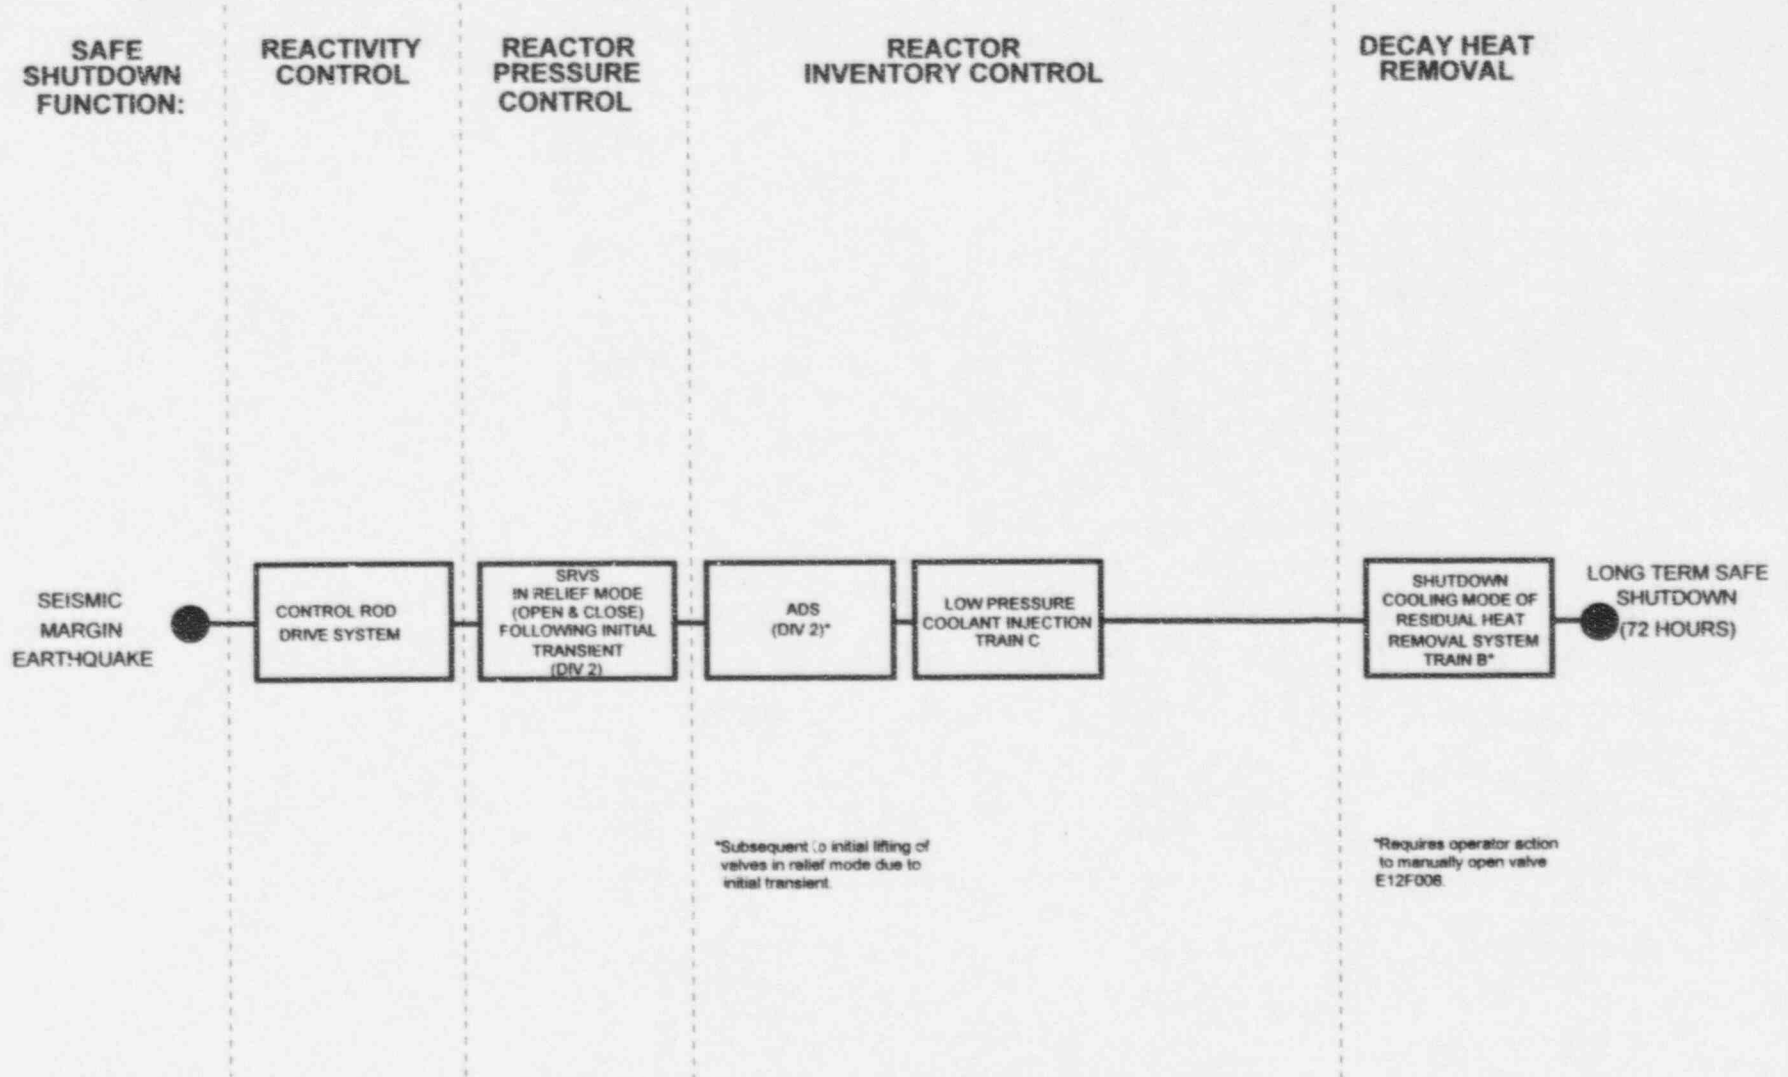 SAFE
SHUTDOWN
FUNCTION:
REACTIVITY
CONTROL
REACTOR
PRESSURE
CONTROL
REACTOR
INVENTORY CONTROL
DECAY HEAT
REMOVAL
SEISMIC
MARGIN
EARTHQUAKE
CONTROL ROD
DRIVE SYSTEM
SRVS
IN RELIEF MODE
(OPEN & CLOSE)
FOLLOWING INITIAL
TRANSIENT
(DIV 2)
ADS
(DIV 2)*
LOW PRESSURE
COOLANT INJECTION
TRAIN C
SHUTDOWN
COOLING MODE OF
RESIDUAL HEAT
REMOVAL SYSTEM
TRAIN B*
LONG TERM SAFE
SHUTDOWN
(72 HOURS)
*Subsequent to initial lifting of
valves in relief mode due to
initial transient.
*Requires operator action
to manually open valve
E12F006.